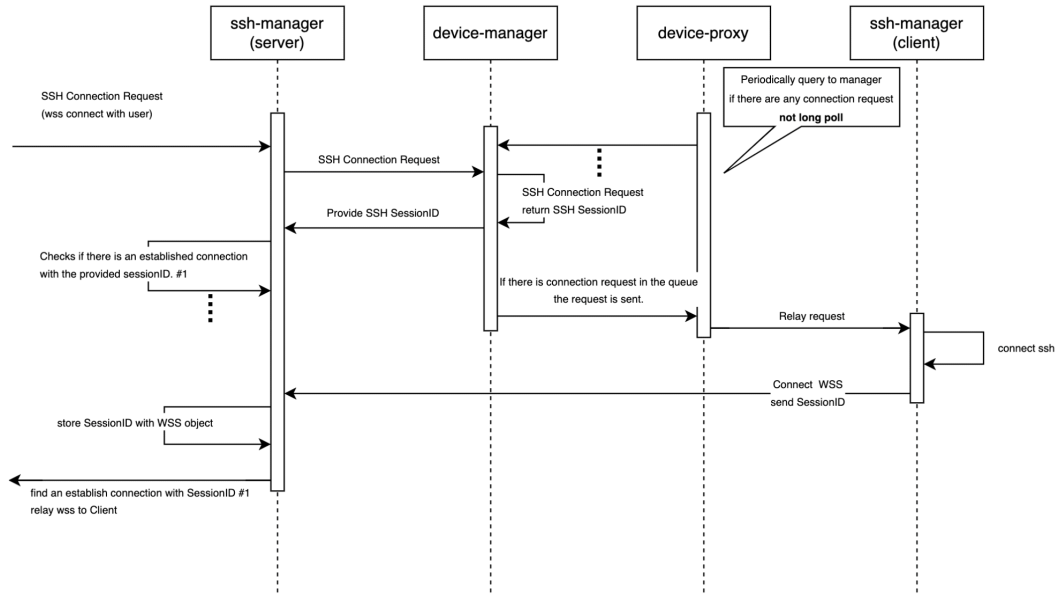 ssh-manager
(server)
device-manager
device-proxy
ssh-manager
(client)
Periodically query to manager
if there are any connection request
not long poll
SSH Connection Request
(wss connect with user)
SSH Connection Request
SSH Connection Request
return SSH SessionID
Provide SSH SessionID
Checks if there is an established connection
with the provided sessionID. #1
If there is connection request in the queue
the request is sent.
Relay request
connect ssh
Connect WSS
send SessionID
store SessionID with WSS object
find an establish connection with SessionID #1
relay wss to Client